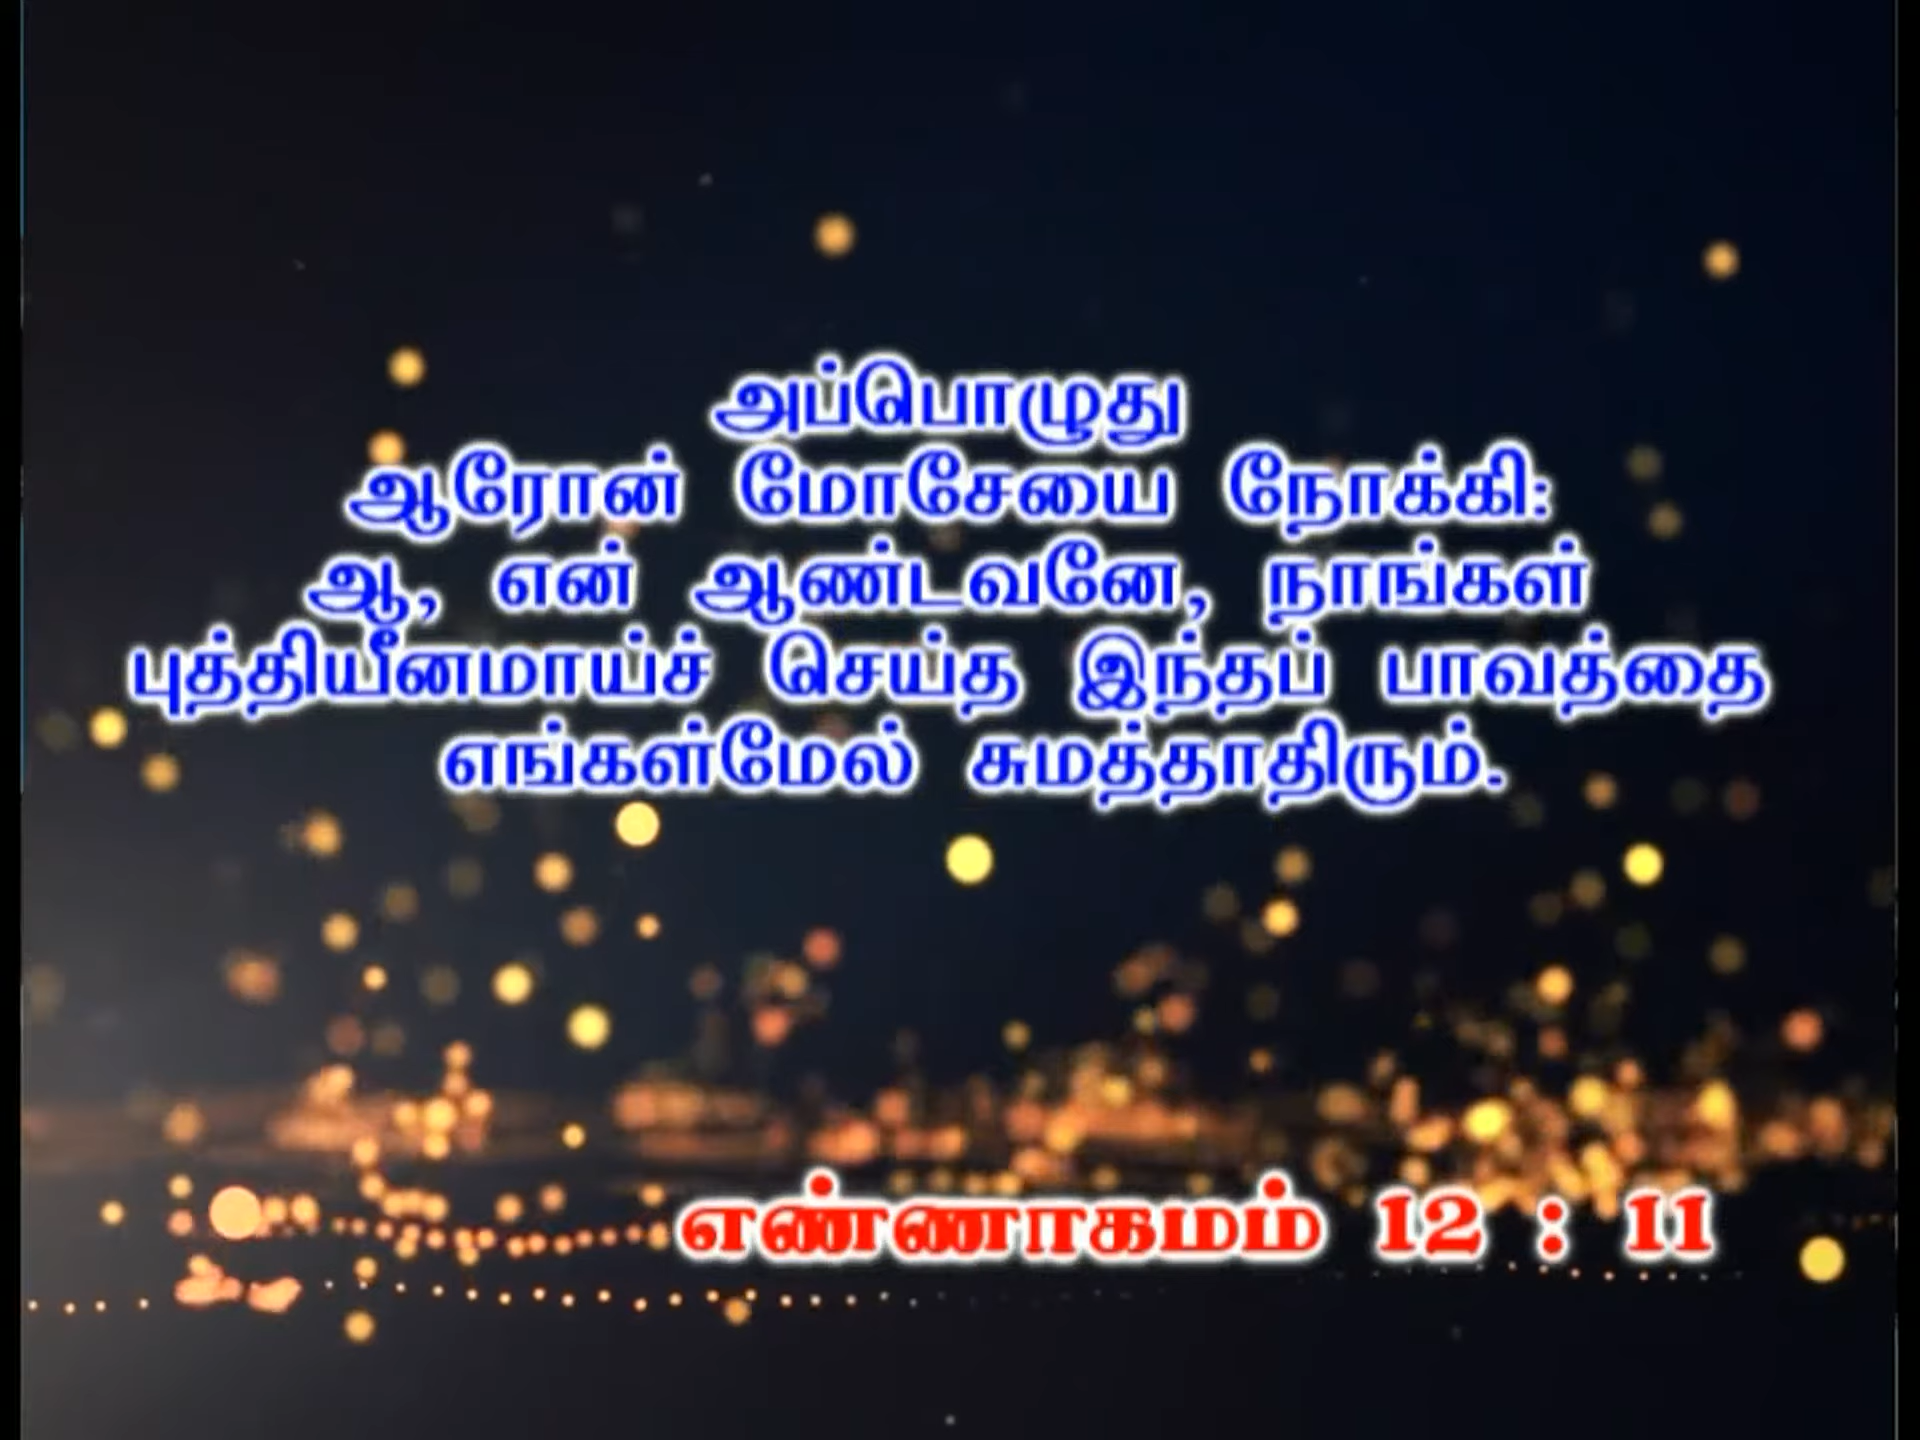 அப்பொழுது
ஆரோன் மோசேயை நோக்கி:
ஆ, என் ஆண்டவனே, நாங்கள்
புத்தியீனமாய்ச் செய்த இந்தப் பாவத்தை
எங்கள்மேல் சுமத்தாதிரும்.
எண்ணாகமம் 12 : 11